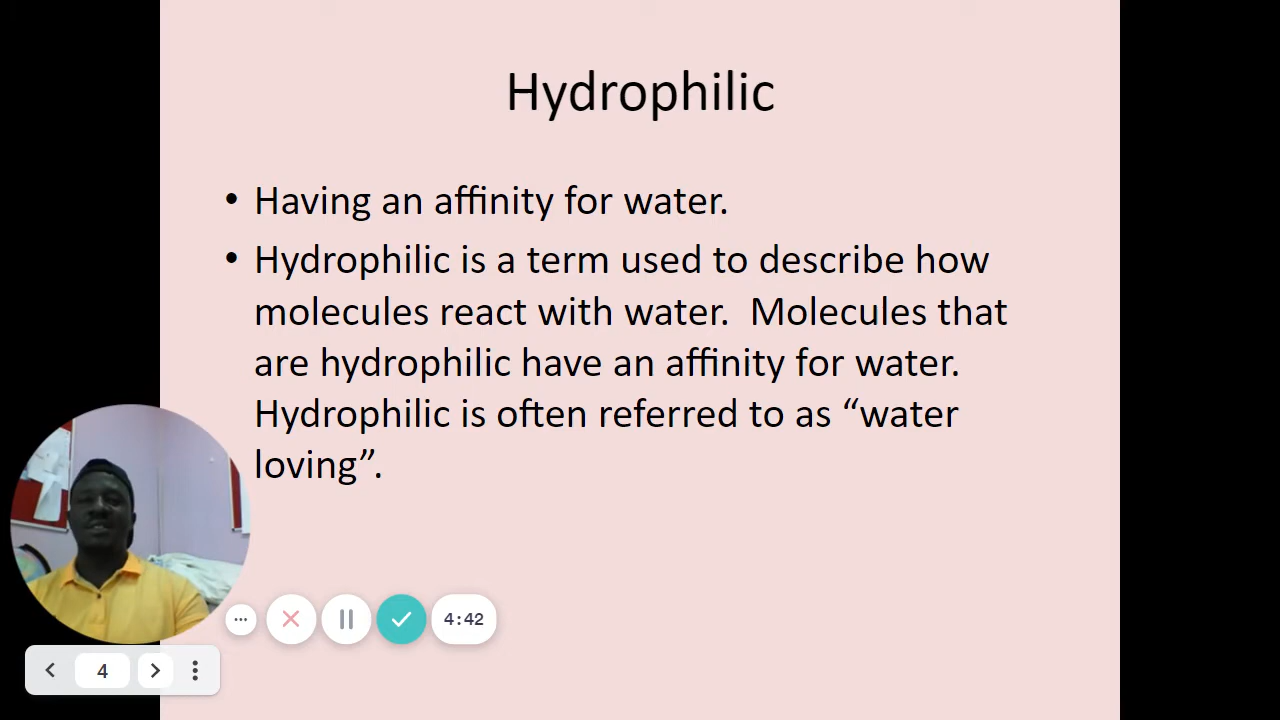 Hydrophilic
• Having an affinity for water.
• Hydrophilic is a term used to describe how
molecules react with water.  Molecules that
are hydrophilic have an affinity for water.
Hydrophilic is often referred to as “water
loving”.
4:42
4